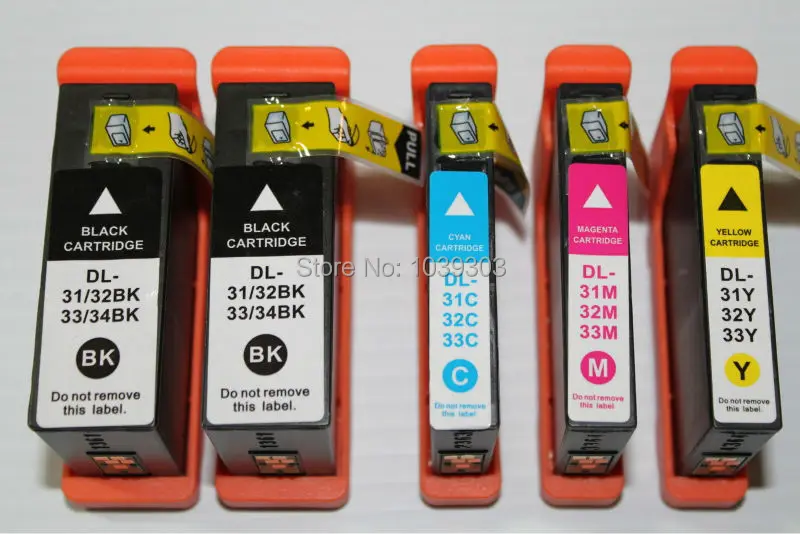 PULL
BLACK
CARTRIDGE
DL-
31/32BK
33/34BK
BK
Do not remove
this label.
BLACK
CARTRIDGE
DL-
31/32BK
33/34BK
BK
Do not remove
this label.
CYAN
CARTRIDGE
DL-
31C
32C
33C
C
Do not remove
this label
MAGENTA
CARTRIDGE
DL-
31M
32M
33M
M
Do not remove
this label
YELLOW
CARTRIDGE
DL-
31Y
32Y
33Y
Y
Do not remove
this label
Store No: 1039303